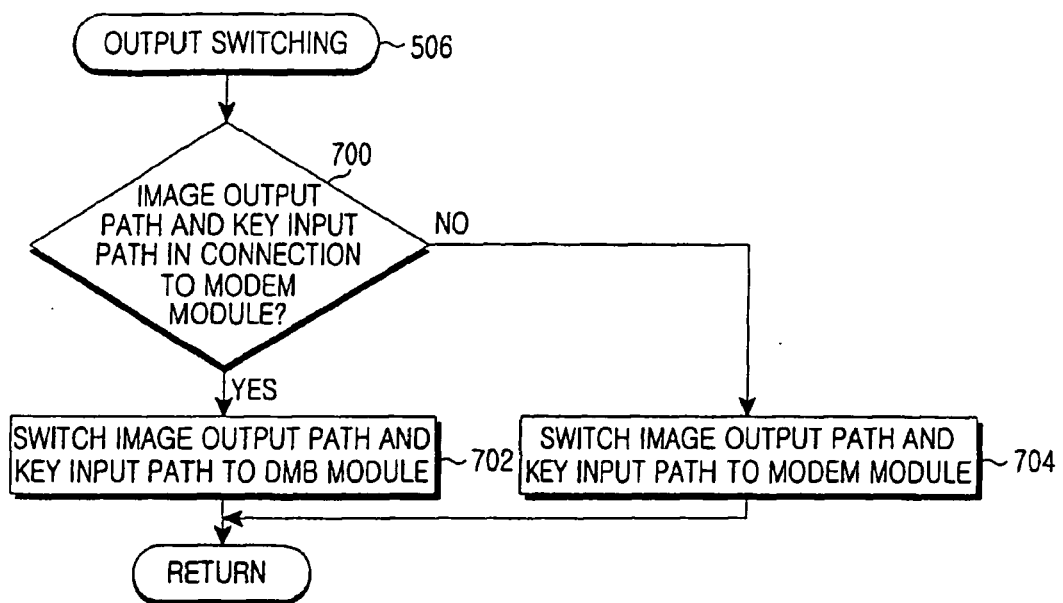 OUTPUT SWITCHING
506
700
IMAGE OUTPUT
PATH AND KEY INPUT
PATH IN CONNECTION
TO MODEM
MODULE?
NO
YES
SWITCH IMAGE OUTPUT PATH AND
KEY INPUT PATH TO DMB MODULE
702
SWITCH IMAGE OUTPUT PATH AND
KEY INPUT PATH TO MODEM MODULE
704
RETURN